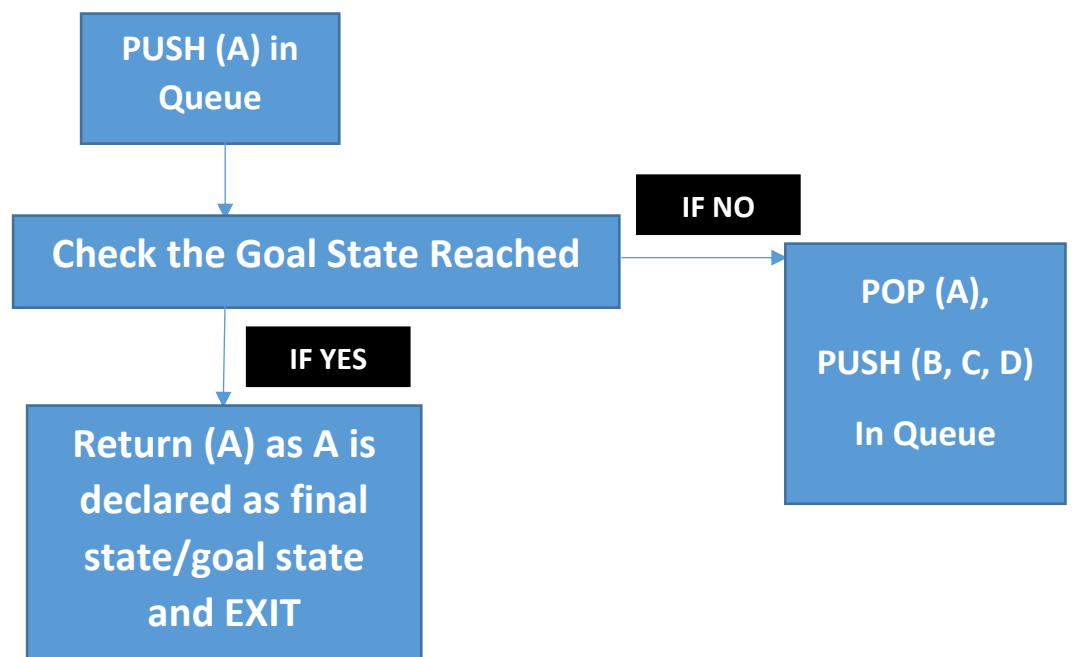 PUSH (A) in
Queue
Check the Goal State Reached
IF NO
POP (A),
PUSH (B, C, D)
In Queue
IF YES
Return (A) as A is
declared as final
state/goal state
and EXIT